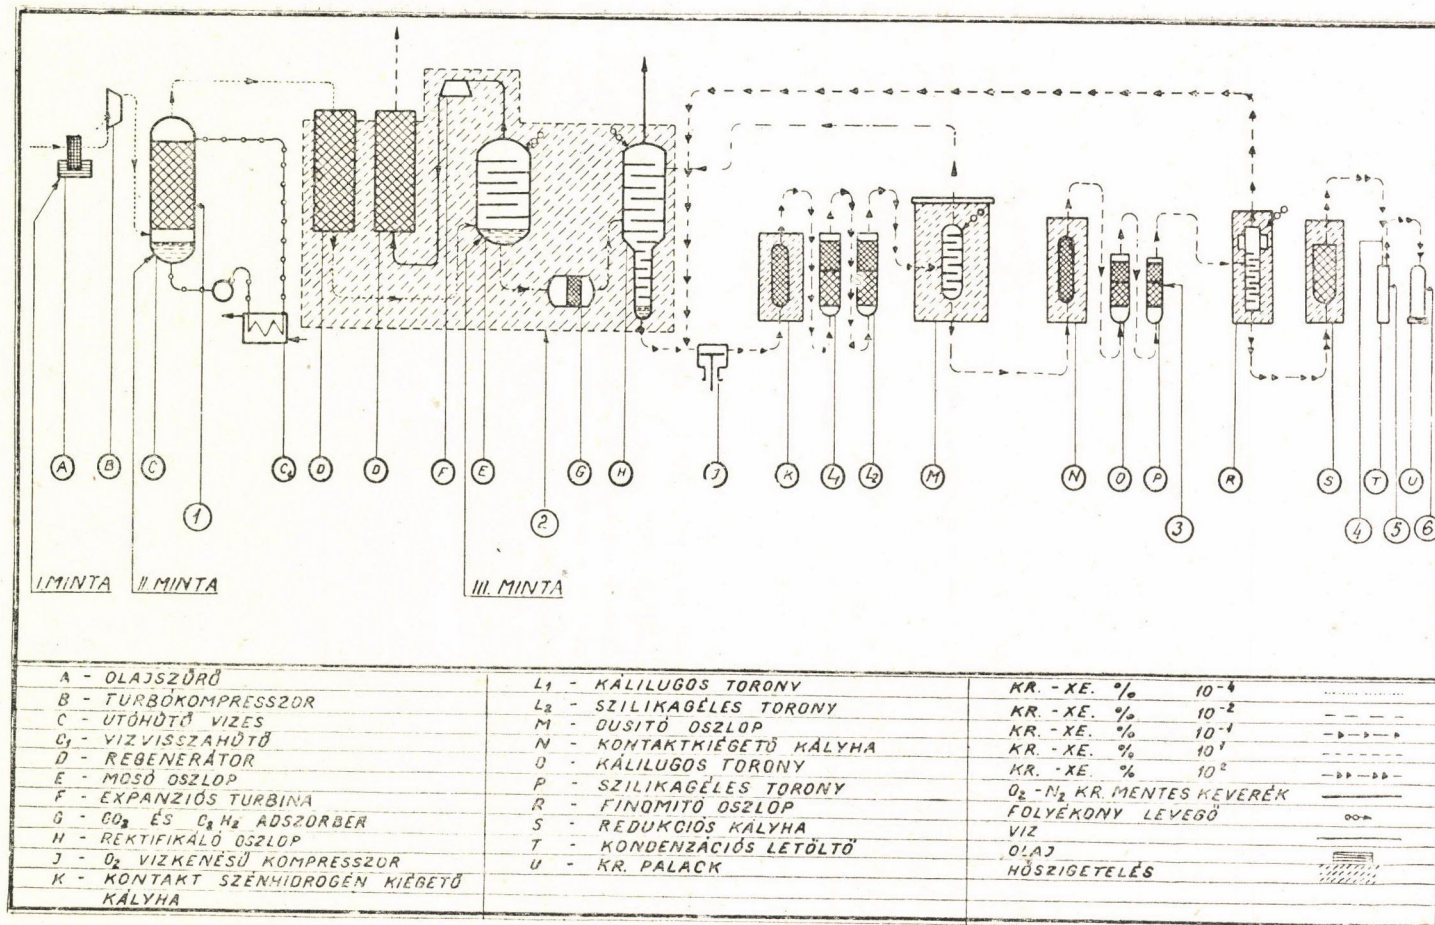 A B C C₁ D D F E G H J K L₁ L₂ M N O P R S T U
1 2 3 4 5 6
I. MINTA II. MINTA III. MINTA
A - OLAJSZŰRŐ
B - TURBÓKOMPRESSZOR
C - UTÓHŰTŐ VIZES
C₁ - VIZVISSZAHŰTŐ
D - REGENERÁTOR
E - MOSÓ OSZLOP
F - EXPANZIÓS TURBINA
G - CO₂ ÉS C₂H₂ ADSZORBER
H - REKTIFIKÁLÓ OSZLOP
J - O₂ VIZKENÉSŰ KOMPRESSZOR
K - KONTAKT SZÉNHIDROGÉN KIÉGETŐ
KÁLYHA
L₁ - KÁLILUGOS TORONY
L₂ - SZILIKAGÉLES TORONY
M - DUSITÓ OSZLOP
N - KONTAKTKIÉGETŐ KÁLYHA
O - KÁLILUGOS TORONY
P - SZILIKAGÉLES TORONY
R - FINOMITÓ OSZLOP
S - REDUKCIÓS KÁLYHA
T - KONDENZÁCIÓS LETÖLTŐ
U - KR. PALACK
KR. - XE. % 10⁻⁴
KR. - XE. % 10⁻²
KR. - XE. % 10⁻¹
KR. - XE. % 10¹
KR. - XE. % 10²
O₂ - N₂ KR. MENTES KEVERÉK
FOLYÉKONY LEVEGŐ
VIZ
OLAJ
HŐSZIGETELÉS